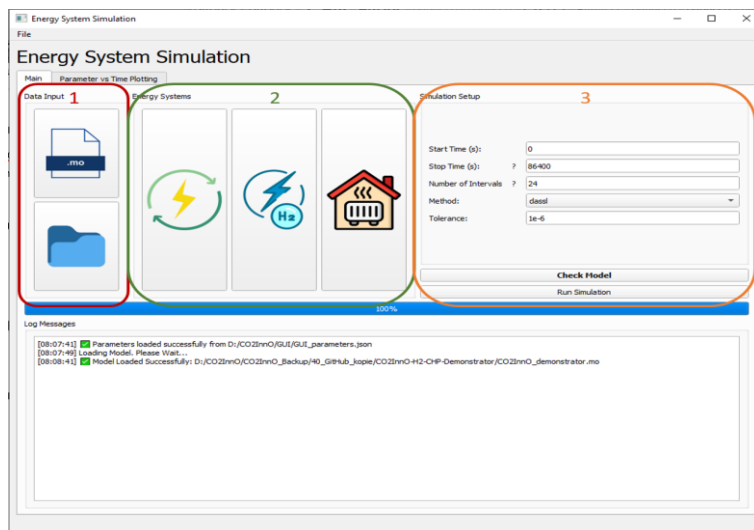 Energy System Simulation
File
Energy System Simulation
Main Parameter vs Time Plotting
Data Input 1 Energy Systems 2 Simulation Setup 3
.mo
H2
Start Time (s): 0
Stop Time (s): ? 86400
Number of Intervals ? 24
Method: dassl
Tolerance: 1e-6
Check Model
Run Simulation
100%
Log Messages
[08:07:41] ✅ Parameters loaded successfully from D:/CO2InnO/GUI/GUI_parameters.json
[08:07:49] Loading Model. Please Wait...
[08:08:41] ✅ Model Loaded Successfully: D:/CO2InnO/CO2InnO_Backup/40_GitHub_kopie/CO2InnO-H2-CHP-Demonstrator/CO2InnO_demonstrator.mo